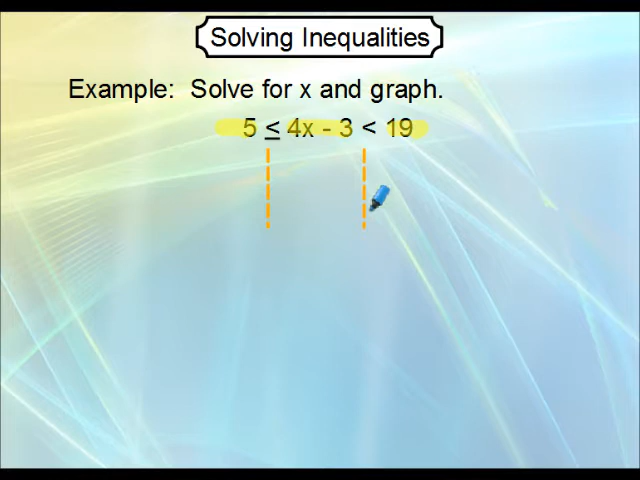 Solving Inequalities
Example: Solve for x and graph.
5 ≤ 4x - 3 < 19